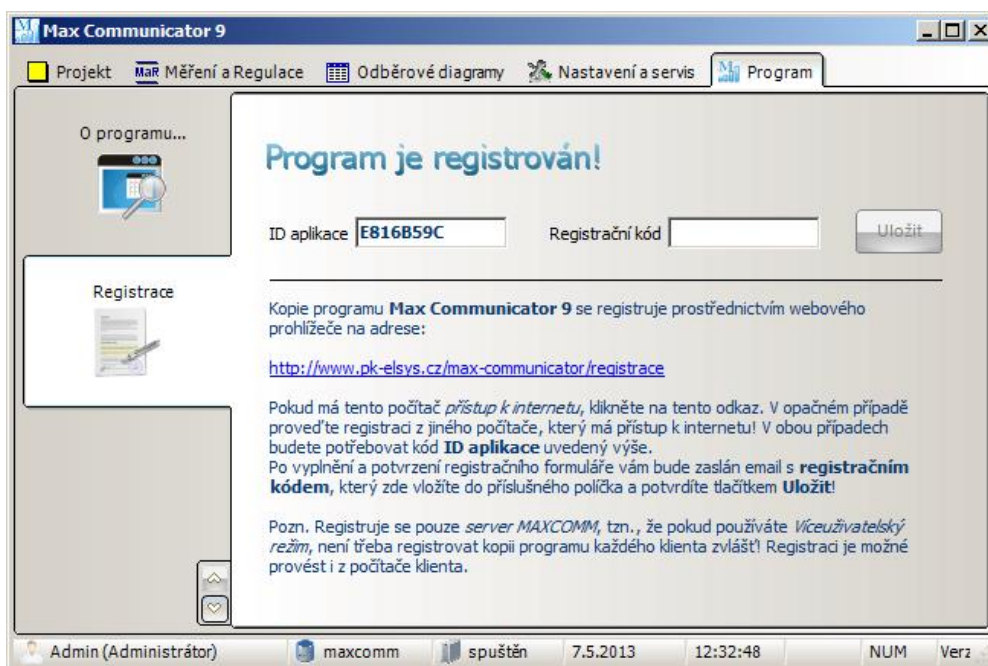 Max Communicator 9
Projekt MaR Měření a Regulace Odběrové diagramy Nastavení a servis Program
O programu...
Registrace
Program je registrován!
ID aplikace E816B59C Registrační kód Uložit
Kopie programu Max Communicator 9 se registruje prostřednictvím webového
prohlížeče na adrese:
http://www.pk-elsys.cz/max-communicator/registrace
Pokud má tento počítač přístup k internetu, klikněte na tento odkaz. V opačném případě
proveďte registraci z jiného počítače, který má přístup k internetu! V obou případech
budete potřebovat kód ID aplikace uvedený výše.
Po vyplnění a potvrzení registračního formuláře vám bude zaslán email s registračním
kódem, který zde vložíte do příslušného políčka a potvrdíte tlačítkem Uložit!
Pozn. Registruje se pouze server MAXCOMM, tzn., že pokud používáte Víceuživatelský
režim, není třeba registrovat kopii programu každého klienta zvlášť! Registraci je možné
provést i z počítače klienta.
Admin (Administrátor) maxcomm spuštěn 7.5.2013 12:32:48 NUM Verz